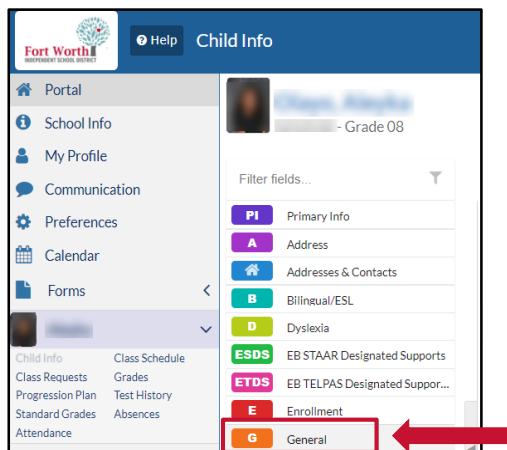 Fort Worth
INDEPENDENT SCHOOL DISTRICT
? Help
Child Info
Portal
School Info
My Profile
Communication
Preferences
Calendar
Forms
Child Info
Class Schedule
Class Requests
Grades
Progression Plan
Test History
Standard Grades
Absences
Attendance
- Grade 08
Filter fields...
PI Primary Info
A Address
Addresses & Contacts
B Bilingual/ESL
D Dyslexia
ESDS EB STAAR Designated Supports
ETDS EB TELPAS Designated Suppor...
E Enrollment
G General